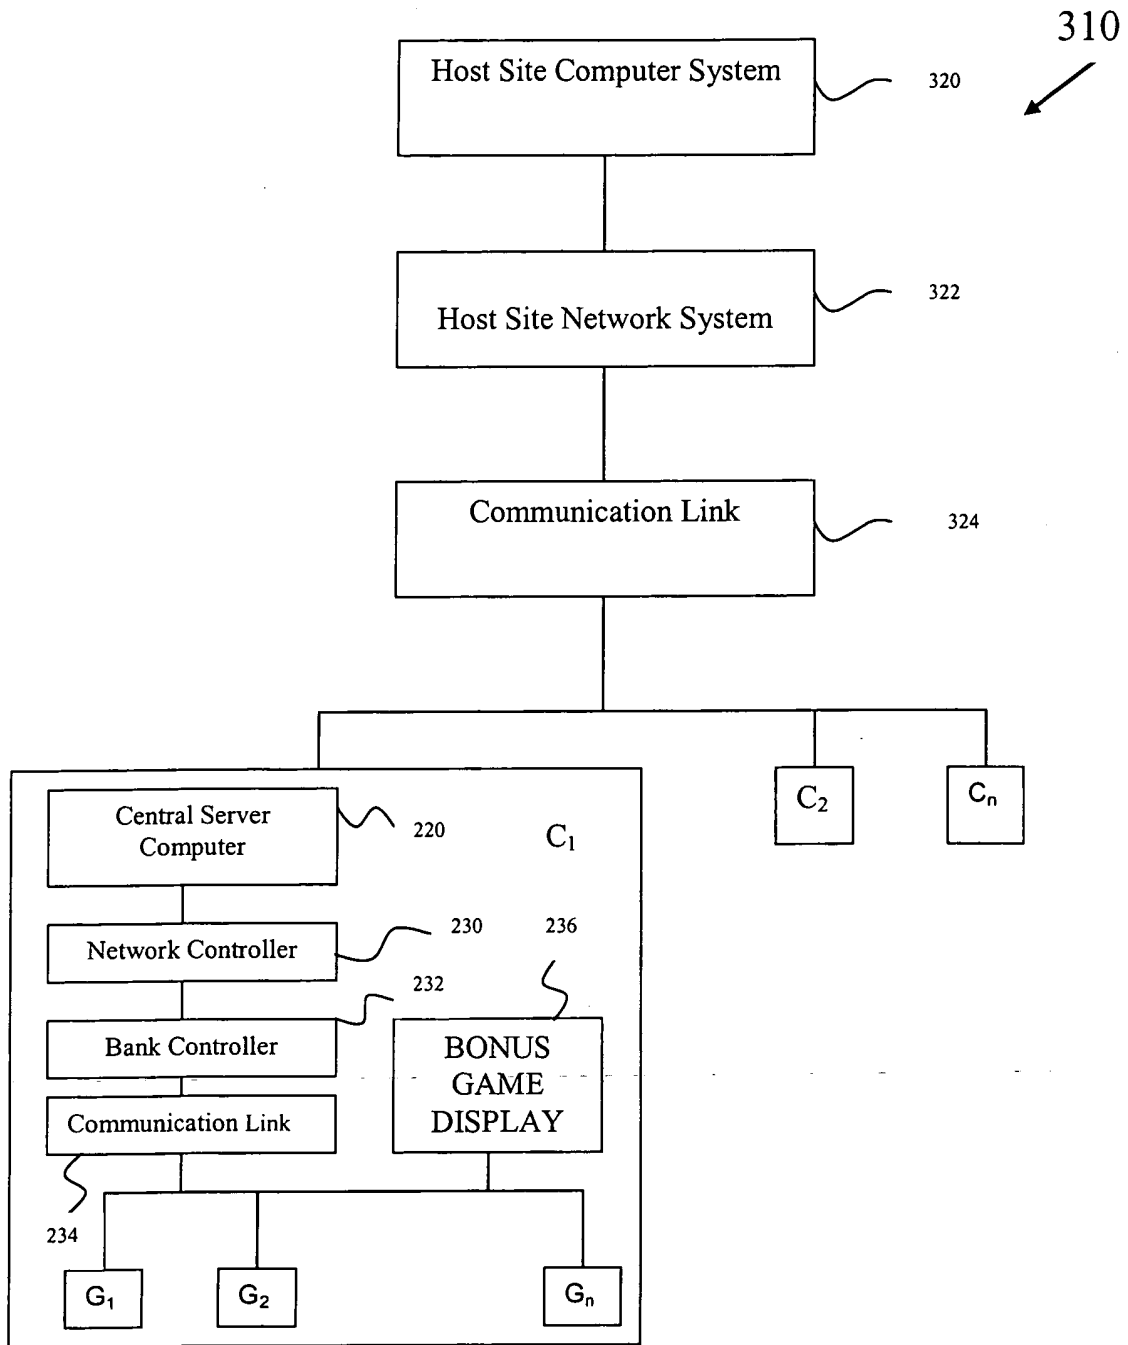 310
Host Site Computer System
320
Host Site Network System
322
Communication Link
324
C2
Cn
Central Server
Computer
220
C1
Network Controller
230
236
232
Bank Controller
BONUS
GAME
DISPLAY
Communication Link
234
G1
G2
Gn